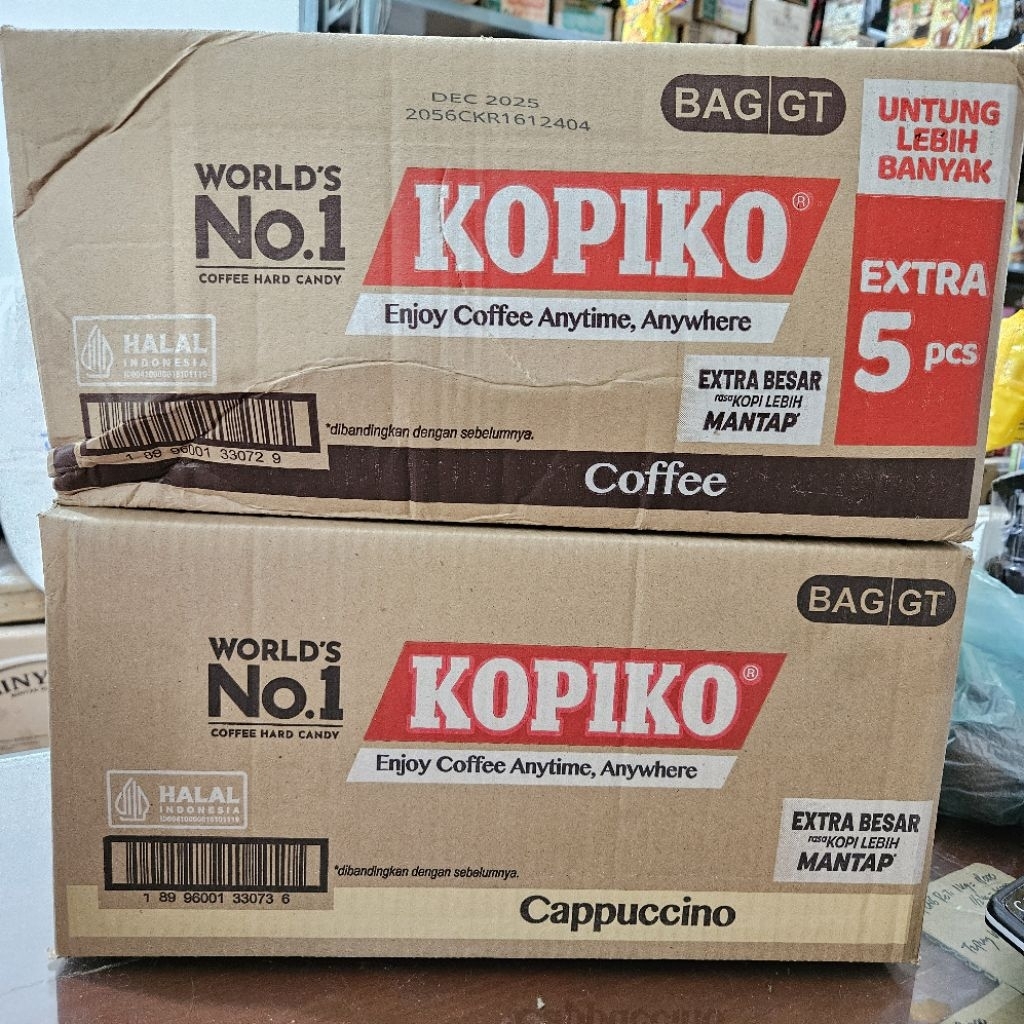 DEC 2025
2056CKR1612404
BAG GT
UNTUNG
LEBIH
BANYAK
WORLD'S
No.1
COFFEE HARD CANDY
KOPIKO®
Enjoy Coffee Anytime, Anywhere
EXTRA
5 pcs
HALAL
INDONESIA
EXTRA BESAR
rasa KOPI LEBIH
MANTAP*
*dibandingkan dengan sebelumnya.
1 89 96001 33072 9
Coffee
BAG GT
WORLD'S
No.1
COFFEE HARD CANDY
KOPIKO®
Enjoy Coffee Anytime, Anywhere
HALAL
INDONESIA
EXTRA BESAR
rasa KOPI LEBIH
MANTAP*
*dibandingkan dengan sebelumnya.
1 89 96001 33073 6
Cappuccino